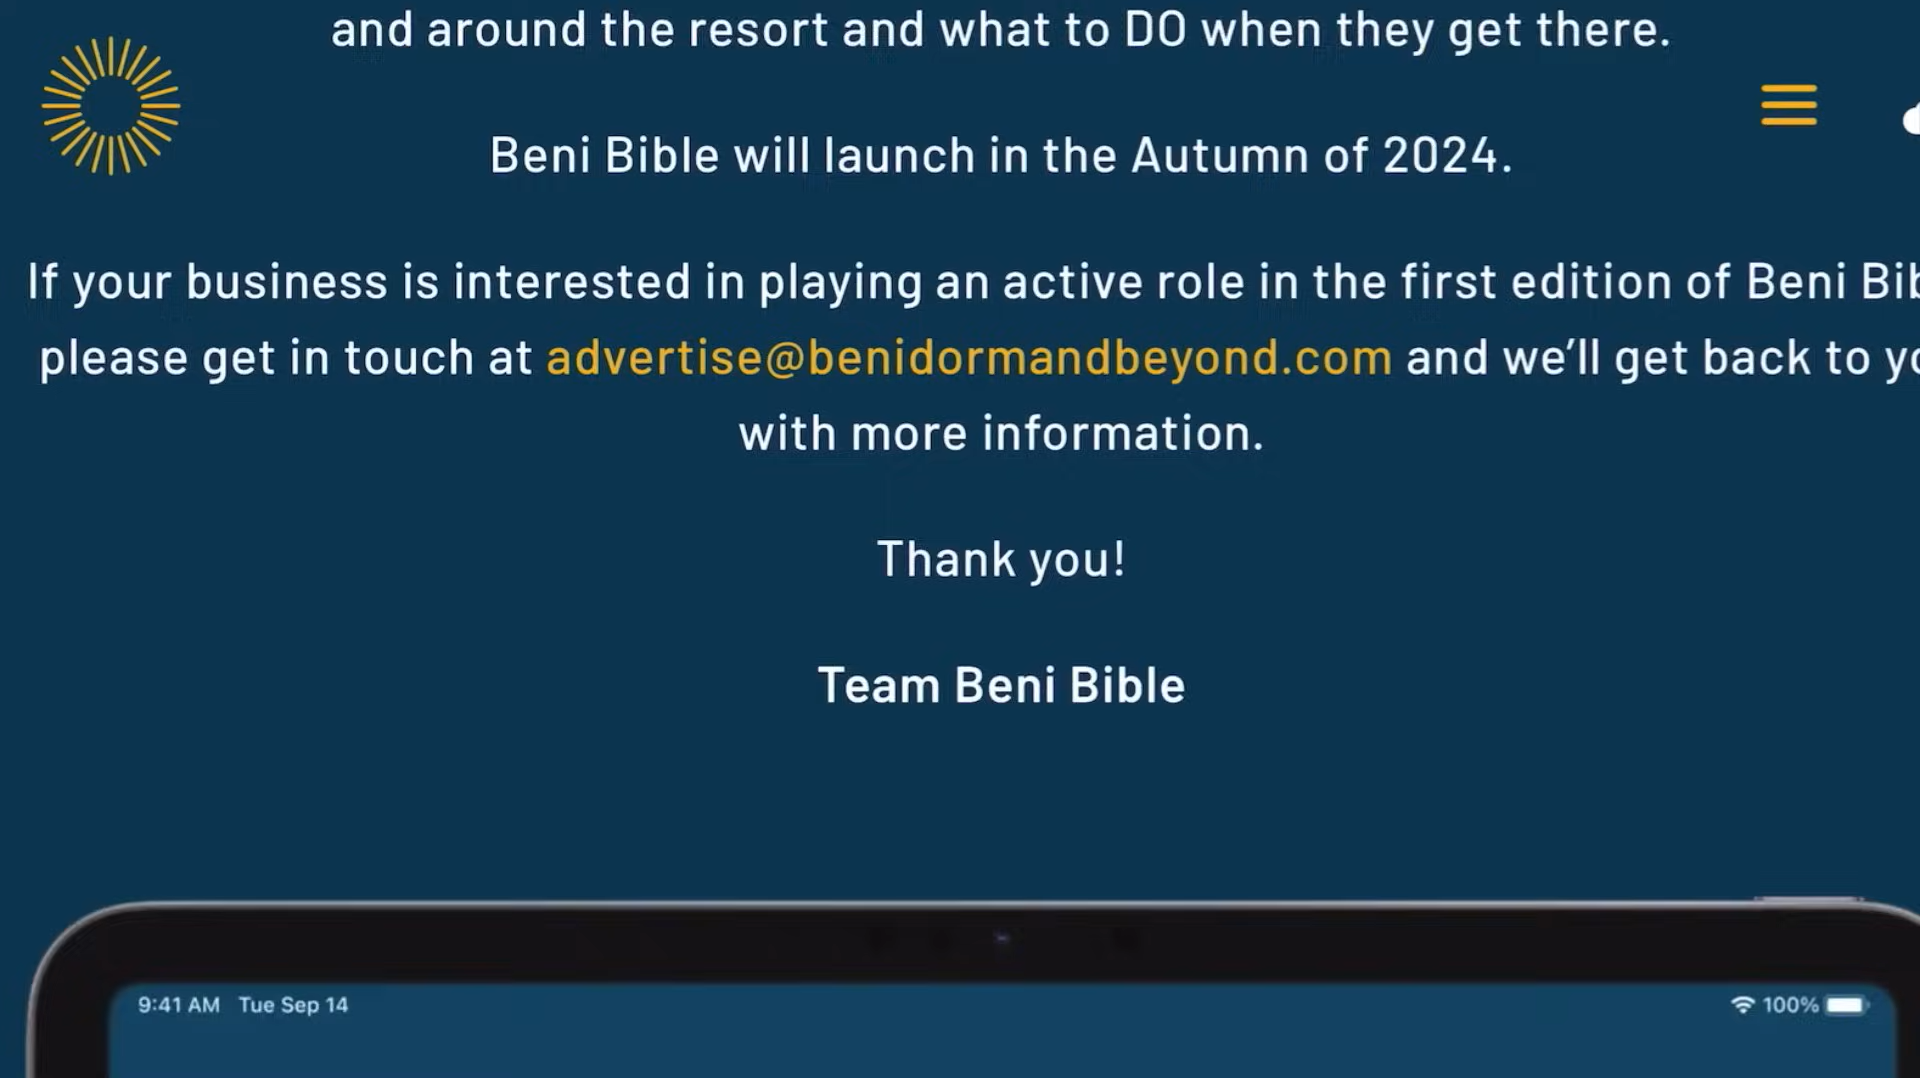 and around the resort and what to DO when they get there.
Beni Bible will launch in the Autumn of 2024.
If your business is interested in playing an active role in the first edition of Beni
please get in touch at advertise@benidormandbeyond.com and we'll get back to
with more information.
Thank you!
Team Beni Bible
9:41 AM Tue Sep 14
100%